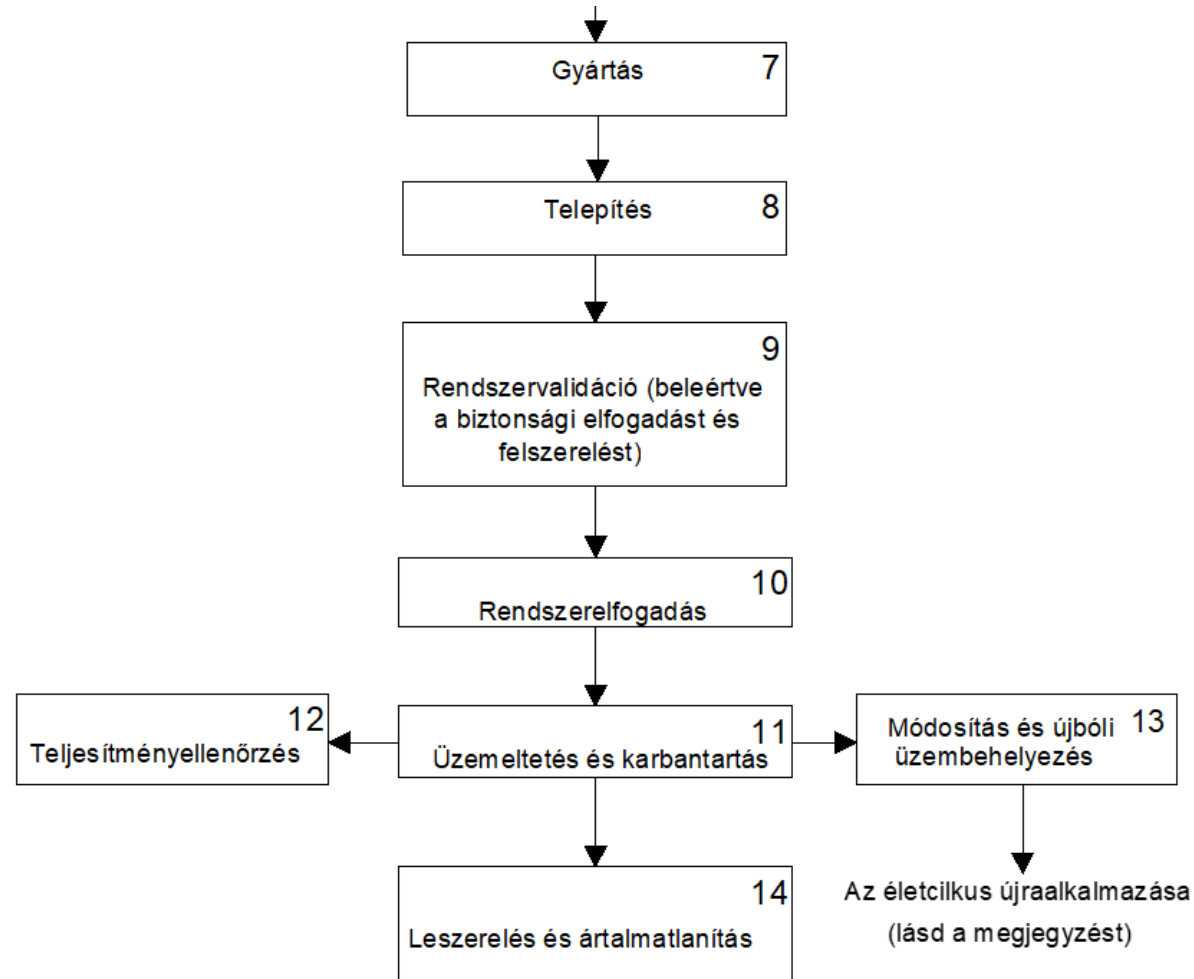 Gyártás 7
Telepítés 8
9
Rendszervalidáció (beleértve
a biztonsági elfogadást és
felszerelést)
10
Rendszerelfogadás
12
Teljesítményellenőrzés
11
Üzemeltetés és karbantartás
Módosítás és újbóli 13
üzembehelyezés
14
Leszerelés és ártalmatlanítás
Az életcilkus újraalkalmazása
(lásd a megjegyzést)